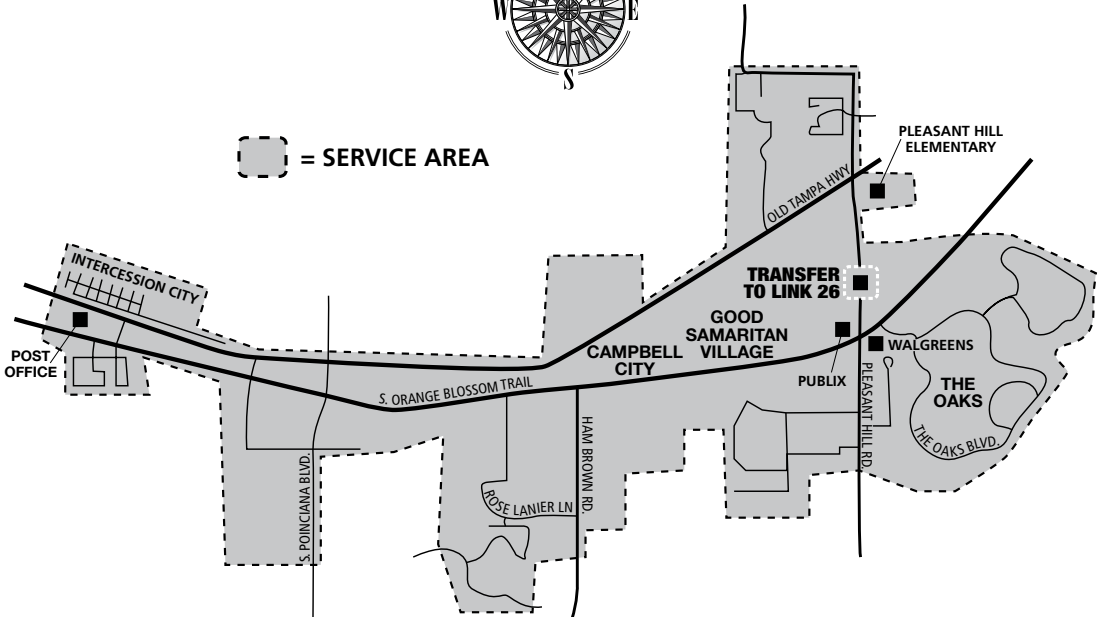 W
E
S
= SERVICE AREA
PLEASANT HILL
ELEMENTARY
OLD TAMPA HWY
INTERCESSION CITY
TRANSFER
TO LINK 26
GOOD
SAMARITAN
VILLAGE
CAMPBELL
CITY
WALGREENS
PUBLIX
POST
OFFICE
S. ORANGE BLOSSOM TRAIL
THE
OAKS
PLEASANT HILL RD.
THE OAKS BLVD.
HAM BROWN RD.
ROSE LANIER LN
S. POINCIANA BLVD.